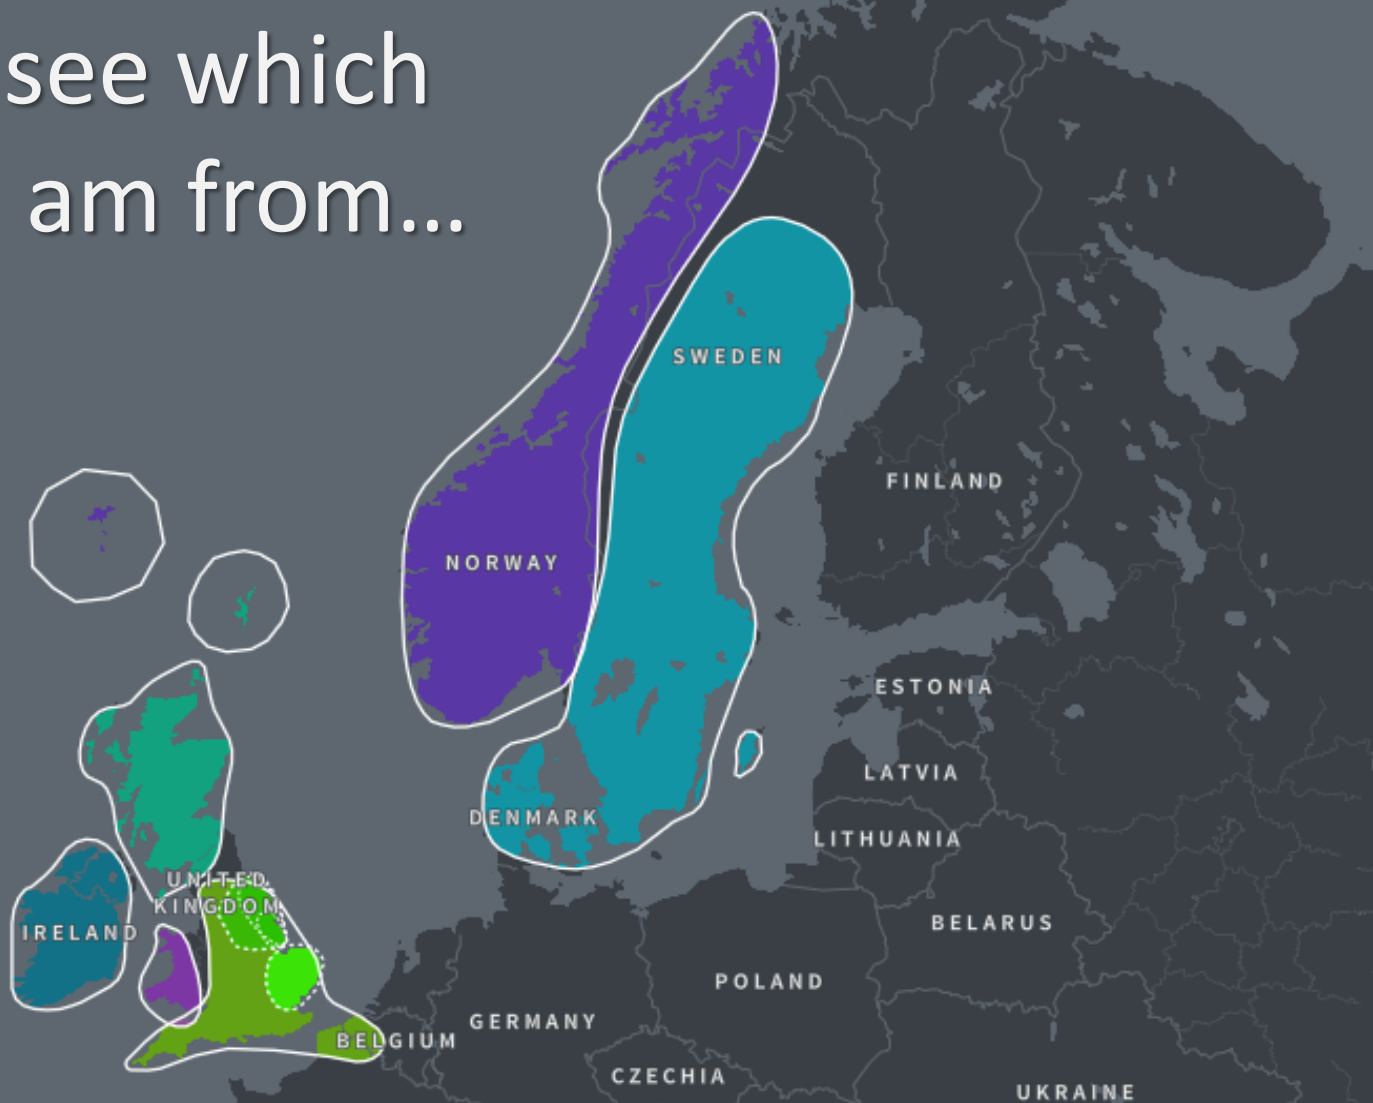 see which
am from...
SWEDEN
FINLAND
NORWAY
ESTONIA
LATVIA
DENMARK
LITHUANIA
UNITED
KINGDOM
IRELAND
BELARUS
POLAND
GERMANY
BELGIUM
CZECHIA
UKRAINE